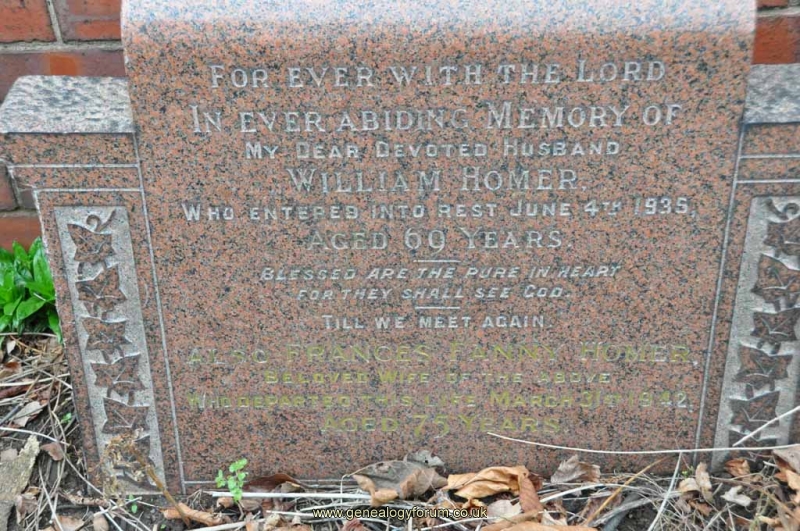 FOR EVER WITH THE LORD
IN EVER ABIDING MEMORY OF
MY DEAR DEVOTED HUSBAND
WILLIAM HOMER,
WHO ENTERED INTO REST JUNE 4TH 1935,
AGED 69 YEARS.
BLESSED ARE THE PURE IN HEART
FOR THEY SHALL SEE GOD.
TILL WE MEET AGAIN.
ALSO FRANCES FANNY HOMER,
BELOVED WIFE OF THE ABOVE
WHO DEPARTED THIS LIFE MARCH 31ST 1942,
AGED 75 YEARS.
www.genealogyforum.co.uk